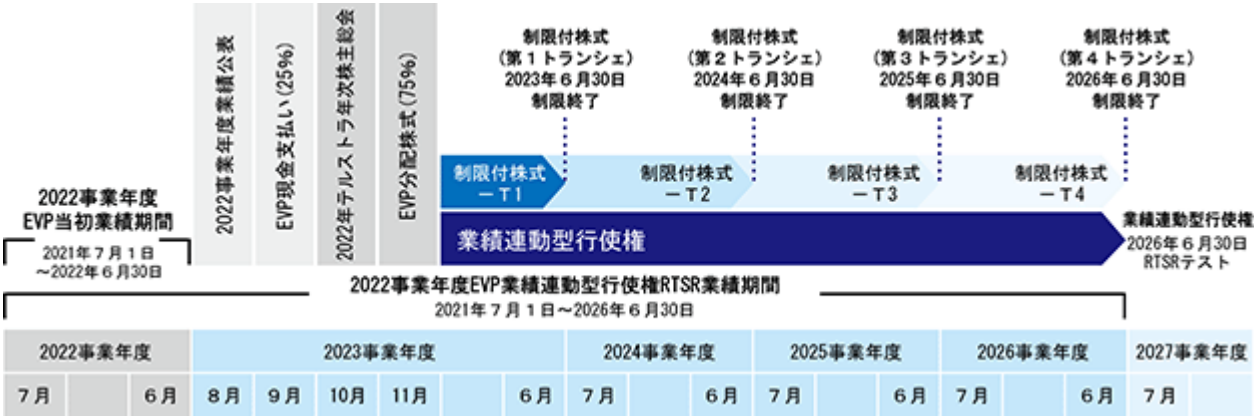 2022事業年度業績公表
EVP現金支払い(25%)
2022年テルストラ年次株主総会
EVP分配株式(75%)
制限付株式
(第1トランシェ)
2023年6月30日
制限終了
制限付株式
(第2トランシェ)
2024年6月30日
制限終了
制限付株式
(第3トランシェ)
2025年6月30日
制限終了
制限付株式
(第4トランシェ)
2026年6月30日
制限終了
制限付株式
－T1
制限付株式
－T2
制限付株式
－T3
制限付株式
－T4
2022事業年度
EVP当初業績期間
2021年7月1日
～2022年6月30日
業績連動型行使権
業績連動型行使権
2026年6月30日
RTSRテスト
2022事業年度EVP業績連動型行使権RTSR業績期間
2021年7月1日～2026年6月30日
2022事業年度 2023事業年度 2024事業年度 2025事業年度 2026事業年度 2027事業年度
7月 6月 8月 9月 10月 11月 6月 7月 6月 7月 6月 7月 6月 7月